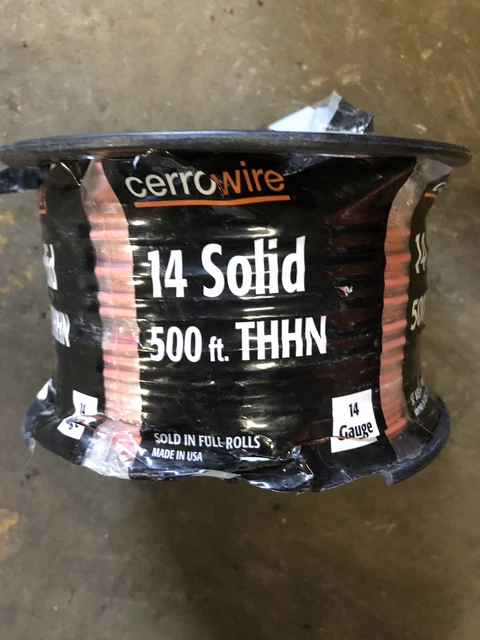 cerrowire
14 Solid
500 ft. THHN
14
Gauge
SOLD IN FULL ROLLS
MADE IN USA